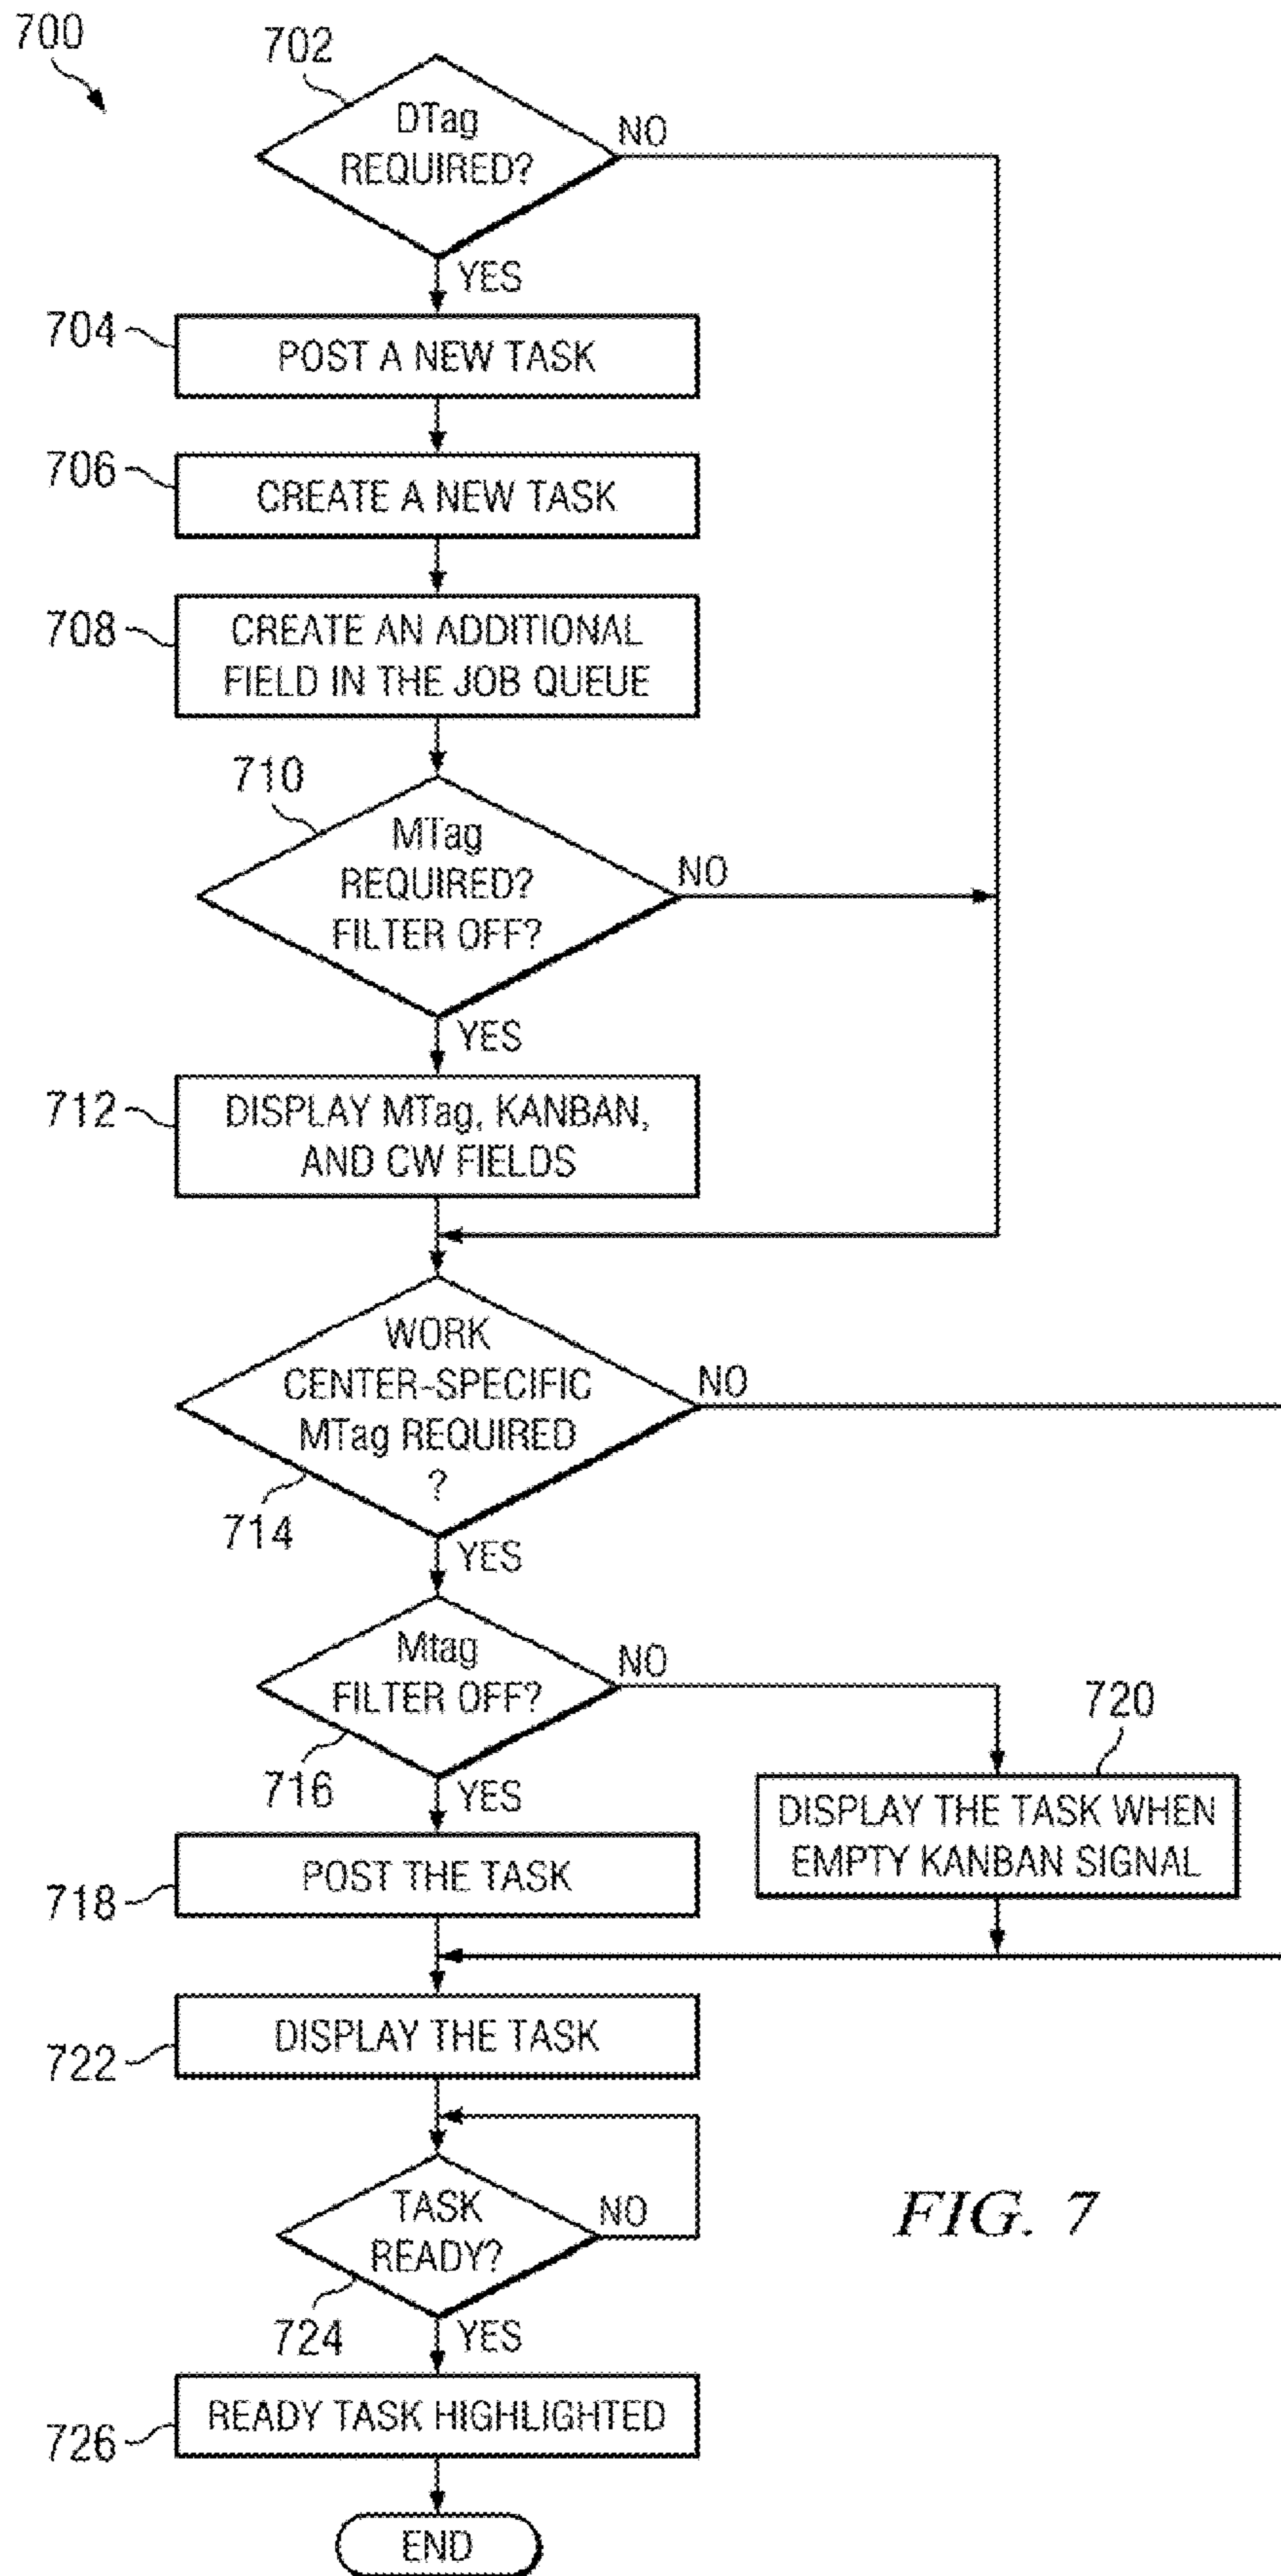 700
702
DTag
REQUIRED?
NO
YES
704
POST A NEW TASK
706
CREATE A NEW TASK
708
CREATE AN ADDITIONAL
FIELD IN THE JOB QUEUE
710
MTag
REQUIRED?
FILTER OFF?
NO
YES
712
DISPLAY MTag, KANBAN,
AND CW FIELDS
WORK
CENTER-SPECIFIC
MTag REQUIRED
?
NO
714
YES
Mtag
FILTER OFF?
NO
716
YES
720
DISPLAY THE TASK WHEN
EMPTY KANBAN SIGNAL
POST THE TASK
718
DISPLAY THE TASK
722
TASK
READY?
NO
724
YES
FIG. 7
READY TASK HIGHLIGHTED
726
END